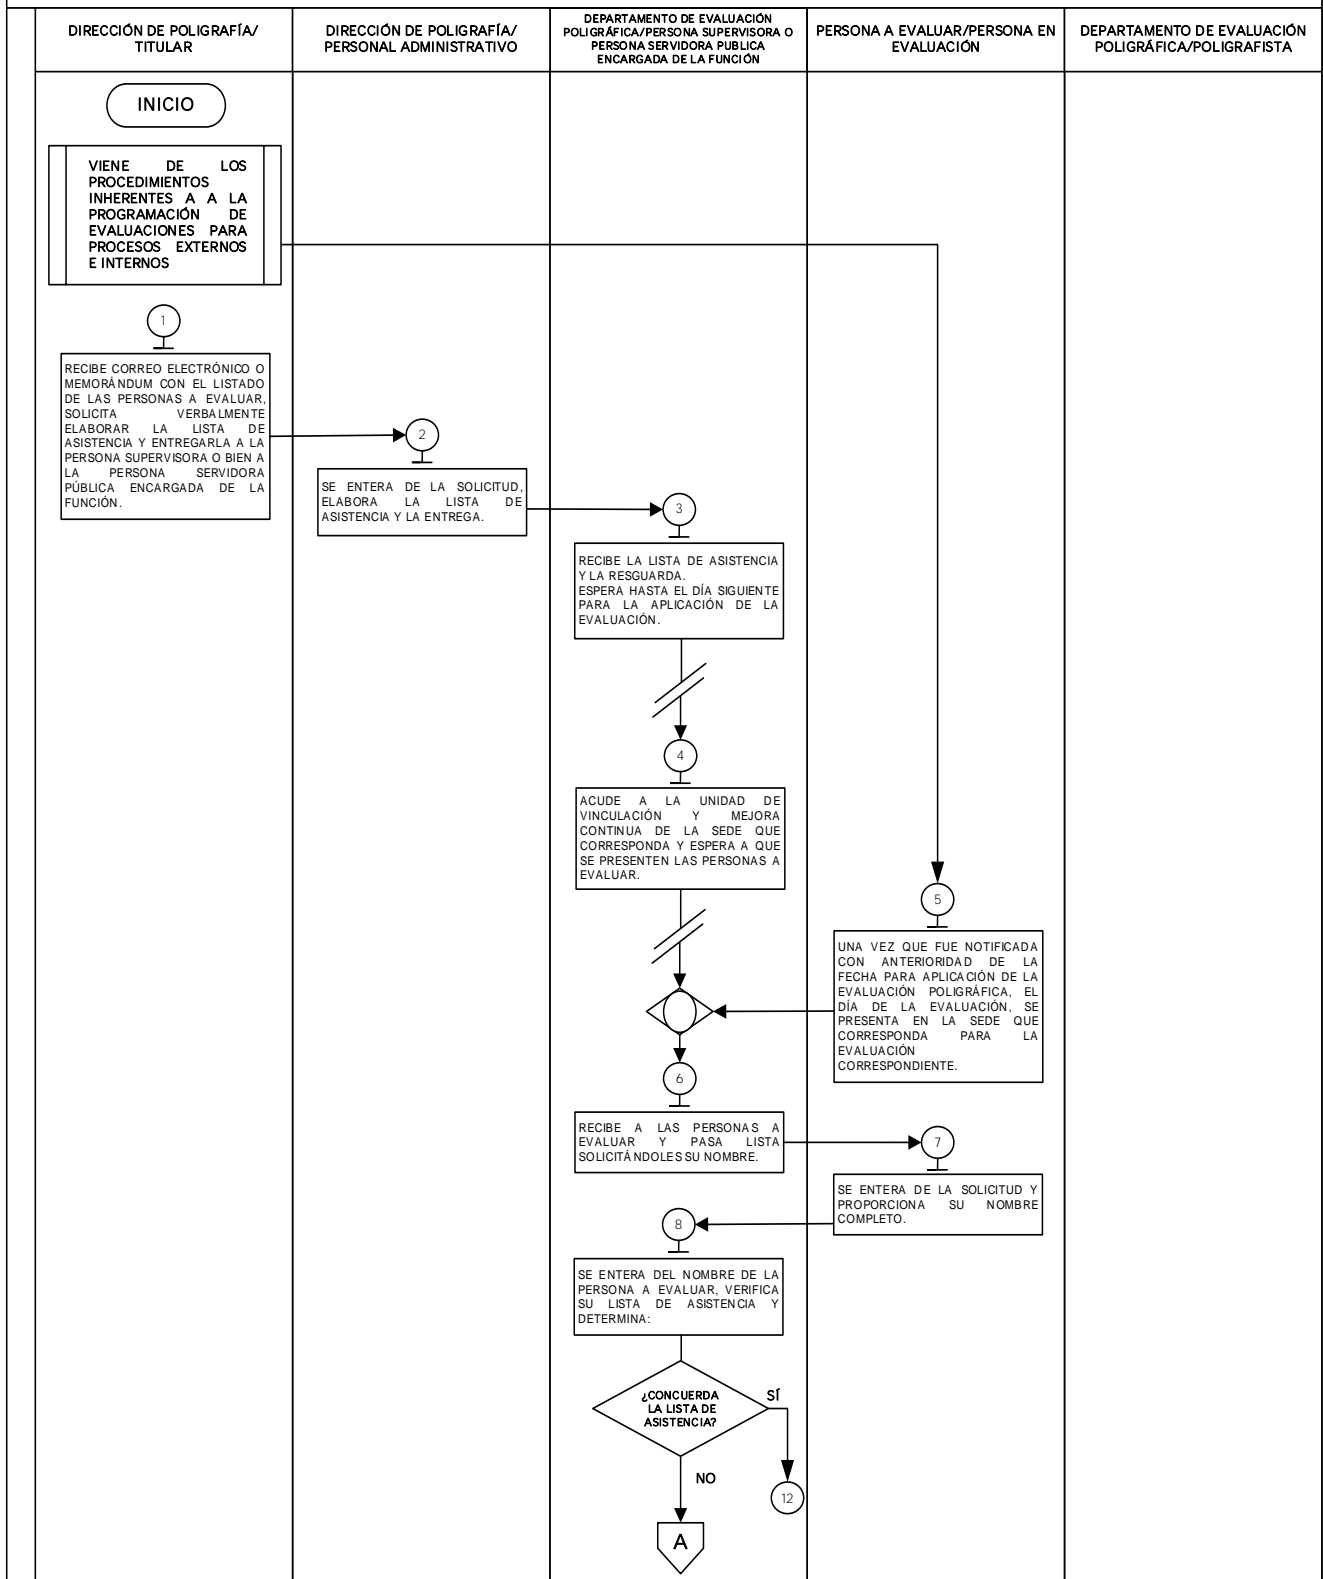 DIRECCIÓN DE POLIGRAFÍA/
TITULAR
DIRECCIÓN DE POLIGRAFÍA/
PERSONAL ADMINISTRATIVO
DEPARTAMENTO DE EVALUACIÓN
POLIGRÁFICA/PERSONA SUPERVISORA O
PERSONA SERVIDORA PUBLICA
ENCARGADA DE LA FUNCIÓN
PERSONA A EVALUAR/PERSONA EN
EVALUACIÓN
DEPARTAMENTO DE EVALUACIÓN
POLIGRÁFICA/POLIGRAFISTA
INICIO
VIENE DE LOS
PROCEDIMIENTOS
INHERENTES A A LA
PROGRAMACIÓN DE
EVALUACIONES PARA
PROCESOS EXTERNOS
E INTERNOS
1
RECIBE CORREO ELECTRÓNICO O
MEMORÁNDUM CON EL LISTADO
DE LAS PERSONAS A EVALUAR,
SOLICITA VERBALMENTE
ELABORAR LA LISTA DE
ASISTENCIA Y ENTREGARLA A LA
PERSONA SUPERVISORA O BIEN A
LA PERSONA SERVIDORA
PÚBLICA ENCARGADA DE LA
FUNCIÓN.
2
SE ENTERA DE LA SOLICITUD,
ELABORA LA LISTA DE
ASISTENCIA Y LA ENTREGA.
3
RECIBE LA LISTA DE ASISTENCIA
Y LA RESGUARDA.
ESPERA HASTA EL DÍA SIGUIENTE
PARA LA APLICACIÓN DE LA
EVALUACIÓN.
4
ACUDE A LA UNIDAD DE
VINCULACIÓN Y MEJORA
CONTINUA DE LA SEDE QUE
CORRESPONDA Y ESPERA A QUE
SE PRESENTEN LAS PERSONAS A
EVALUAR.
5
UNA VEZ QUE FUE NOTIFICADA
CON ANTERIORIDAD DE LA
FECHA PARA APLICACIÓN DE LA
EVALUACIÓN POLIGRÁFICA, EL
DÍA DE LA EVALUACIÓN, SE
PRESENTA EN LA SEDE QUE
CORRESPONDA PARA LA
EVALUACIÓN
CORRESPONDIENTE.
6
RECIBE A LAS PERSONAS A
EVALUAR Y PASA LISTA
SOLICITÁNDOLES SU NOMBRE.
7
SE ENTERA DE LA SOLICITUD Y
PROPORCIONA SU NOMBRE
COMPLETO.
8
SE ENTERA DEL NOMBRE DE LA
PERSONA A EVALUAR, VERIFICA
SU LISTA DE ASISTENCIA Y
DETERMINA:
¿CONCUERDA
LA LISTA DE
ASISTENCIA?
SÍ
NO
12
A